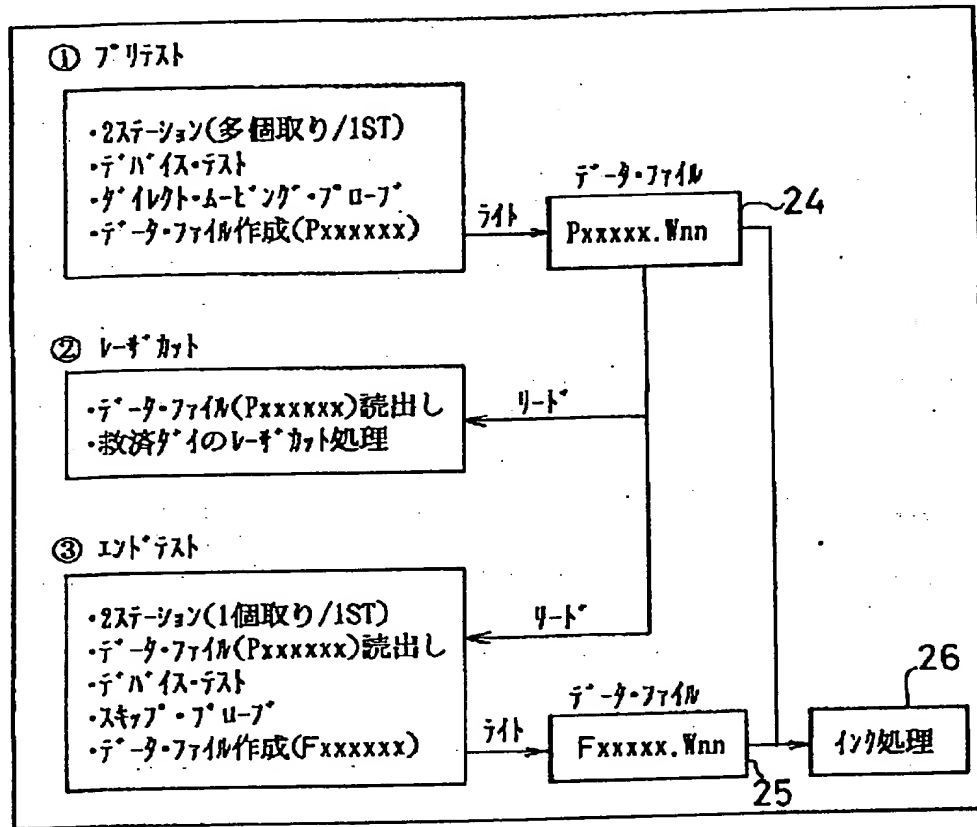 ① プリテスト
・2ステーション(多個取り/1ST)
・デバイス・テスト
・ダイレクト・ムービング・プローブ
・データ・ファイル作成(Pxxxxxx)
ライト
データ・ファイル
Pxxxxx.Wnn
24
② レーザカット
・データ・ファイル(Pxxxxxx)読出し
・救済ダイのレーザカット処理
リード
③ エンドテスト
・2ステーション(1個取り/1ST)
・データ・ファイル(Pxxxxxx)読出し
・デバイス・テスト
・スキップ・プローブ
・データ・ファイル作成(Fxxxxxx)
リード
ライト
データ・ファイル
Fxxxxx.Wnn
25
26
インク処理